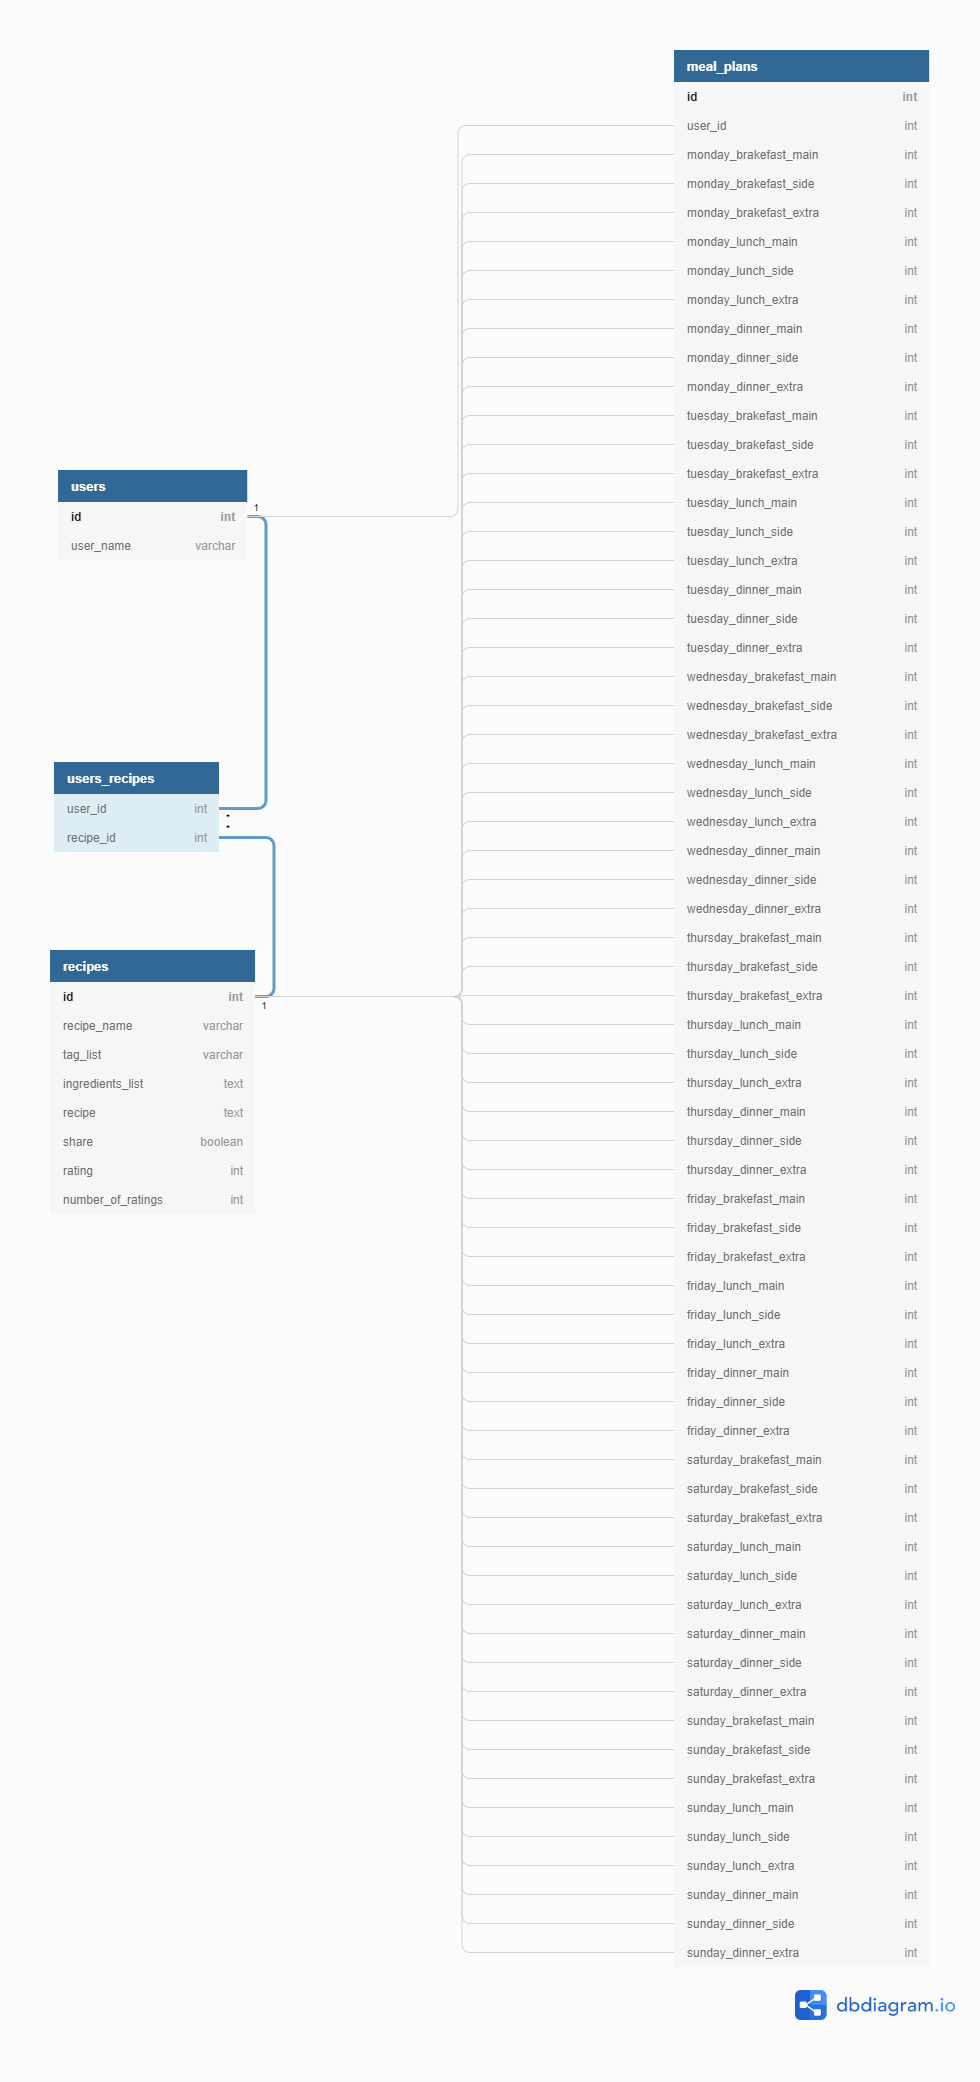 meal_plans
id int
user_id int
monday_brakefast_main int
monday_brakefast_side int
monday_brakefast_extra int
monday_lunch_main int
monday_lunch_side int
monday_lunch_extra int
monday_dinner_main int
monday_dinner_side int
monday_dinner_extra int
tuesday_brakefast_main int
tuesday_brakefast_side int
tuesday_brakefast_extra int
tuesday_lunch_main int
tuesday_lunch_side int
tuesday_lunch_extra int
tuesday_dinner_main int
tuesday_dinner_side int
tuesday_dinner_extra int
wednesday_brakefast_main int
wednesday_brakefast_side int
wednesday_brakefast_extra int
wednesday_lunch_main int
wednesday_lunch_side int
wednesday_lunch_extra int
wednesday_dinner_main int
wednesday_dinner_side int
wednesday_dinner_extra int
thursday_brakefast_main int
thursday_brakefast_side int
thursday_brakefast_extra int
thursday_lunch_main int
thursday_lunch_side int
thursday_lunch_extra int
thursday_dinner_main int
thursday_dinner_side int
thursday_dinner_extra int
friday_brakefast_main int
friday_brakefast_side int
friday_brakefast_extra int
friday_lunch_main int
friday_lunch_side int
friday_lunch_extra int
friday_dinner_main int
friday_dinner_side int
friday_dinner_extra int
saturday_brakefast_main int
saturday_brakefast_side int
saturday_brakefast_extra int
saturday_lunch_main int
saturday_lunch_side int
saturday_lunch_extra int
saturday_dinner_main int
saturday_dinner_side int
saturday_dinner_extra int
sunday_brakefast_main int
sunday_brakefast_side int
sunday_brakefast_extra int
sunday_lunch_main int
sunday_lunch_side int
sunday_lunch_extra int
sunday_dinner_main int
sunday_dinner_side int
sunday_dinner_extra int
users
1
id int
user_name varchar
users_recipes
user_id int
*
*
recipe_id int
recipes
id int
1
recipe_name varchar
tag_list varchar
ingredients_list text
recipe text
share boolean
rating int
number_of_ratings int
dbdiagram.io